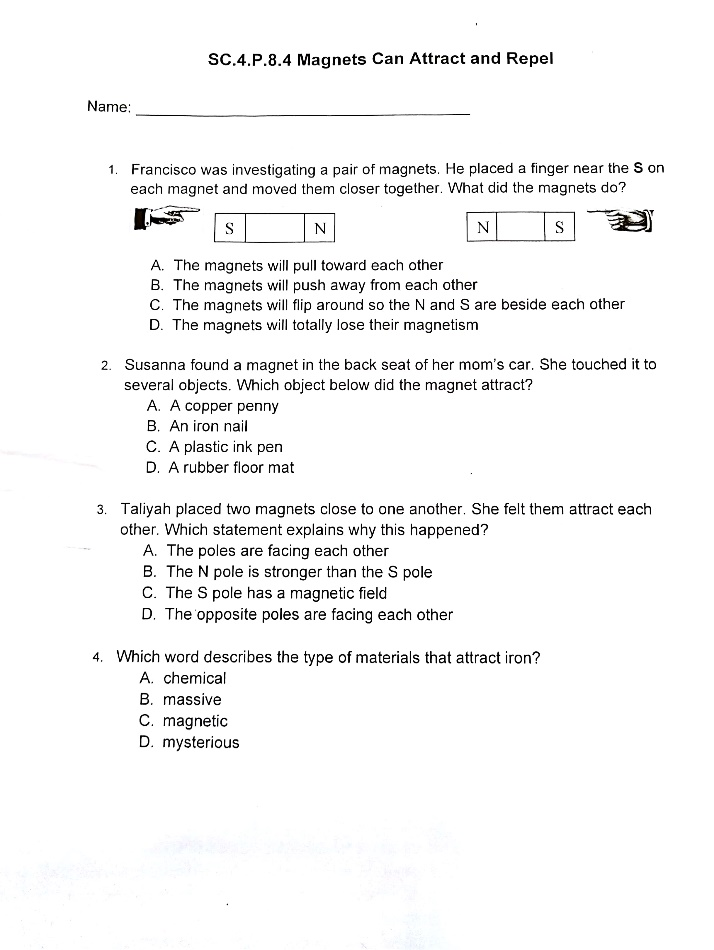 SC.4.P.8.4 Magnets Can Attract and Repel
Name:
1. Francisco was investigating a pair of magnets. He placed a finger near the S on
each magnet and moved them closer together. What did the magnets do?
S N N S
A. The magnets will pull toward each other
B. The magnets will push away from each other
C. The magnets will flip around so the N and S are beside each other
D. The magnets will totally lose their magnetism
2. Susanna found a magnet in the back seat of her mom's car. She touched it to
several objects. Which object below did the magnet attract?
A. A copper penny
B. An iron nail
C. A plastic ink pen
D. A rubber floor mat
3. Taliyah placed two magnets close to one another. She felt them attract each
other. Which statement explains why this happened?
A. The poles are facing each other
B. The N pole is stronger than the S pole
C. The S pole has a magnetic field
D. The opposite poles are facing each other
4. Which word describes the type of materials that attract iron?
A. chemical
B. massive
C. magnetic
D. mysterious